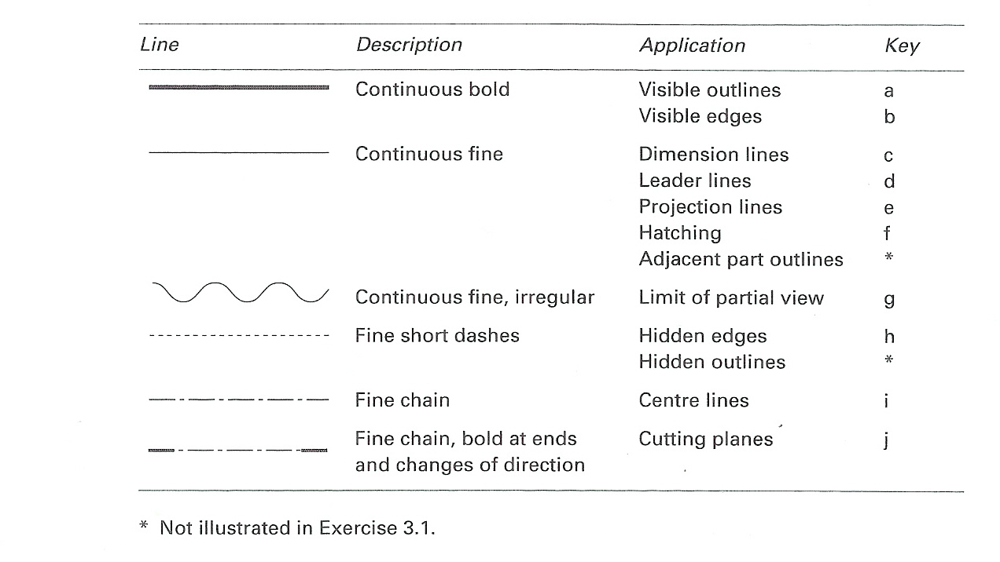 Line Description Application Key
Continuous bold Visible outlines a
Visible edges b
Continuous fine Dimension lines c
Leader lines d
Projection lines e
Hatching f
Adjacent part outlines *
Continuous fine, irregular Limit of partial view g
Fine short dashes Hidden edges h
Hidden outlines *
Fine chain Centre lines i
Fine chain, bold at ends Cutting planes j
and changes of direction
* Not illustrated in Exercise 3.1.